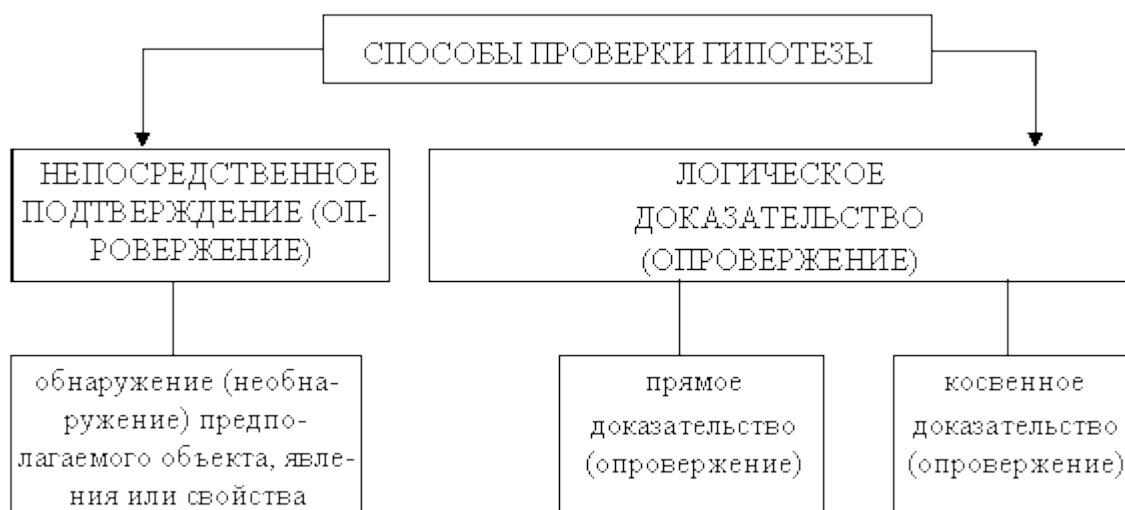 СПОСОБЫ ПРОВЕРКИ ГИПОТЕЗЫ
НЕПОСРЕДСТВЕННОЕ
ПОДТВЕРЖДЕНИЕ (ОП-
РОВЕРЖЕНИЕ)
ЛОГИЧЕСКОЕ
ДОКАЗАТЕЛЬСТВО
(ОПРОВЕРЖЕНИЕ)
обнаружение (необна-
ружение) предпо-
лагаемого объекта, явле-
ния или свойства
прямое
доказательство
(опровержение)
косвенное
доказательство
(опровержение)